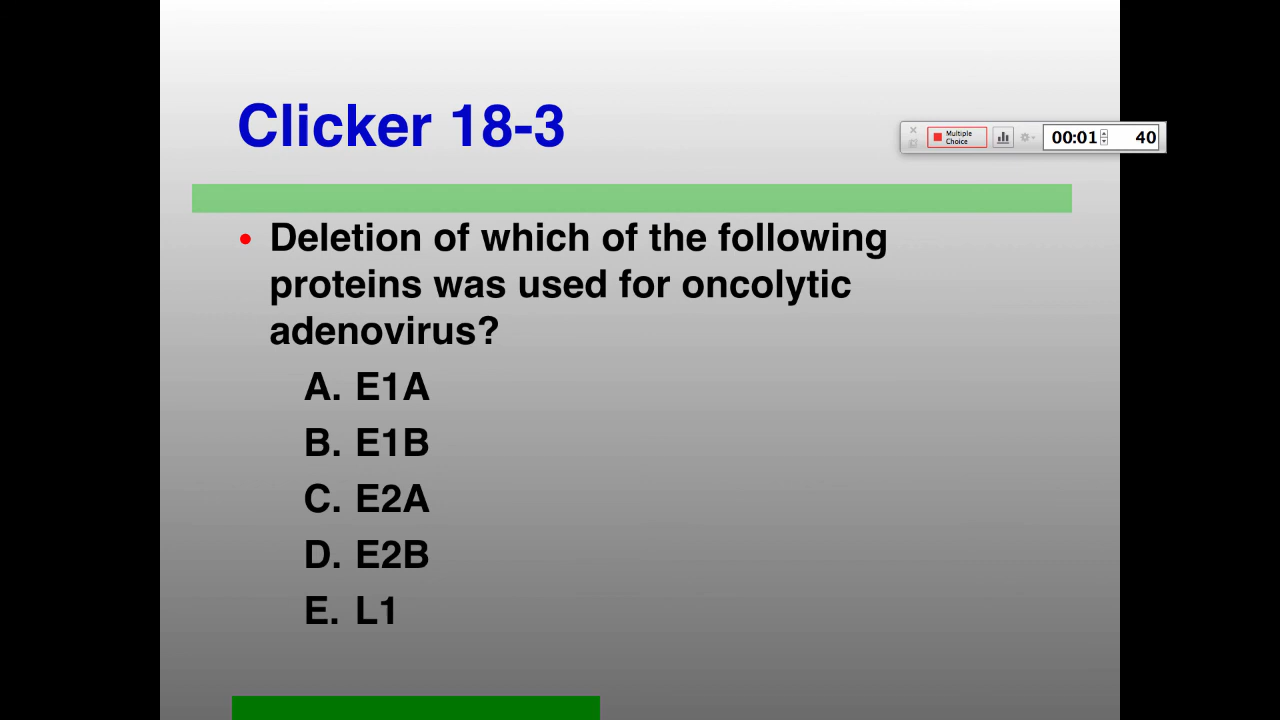 Clicker 18-3
Multiple
Choice
00:01
40
• Deletion of which of the following
proteins was used for oncolytic
adenovirus?
A. E1A
B. E1B
C. E2A
D. E2B
E. L1